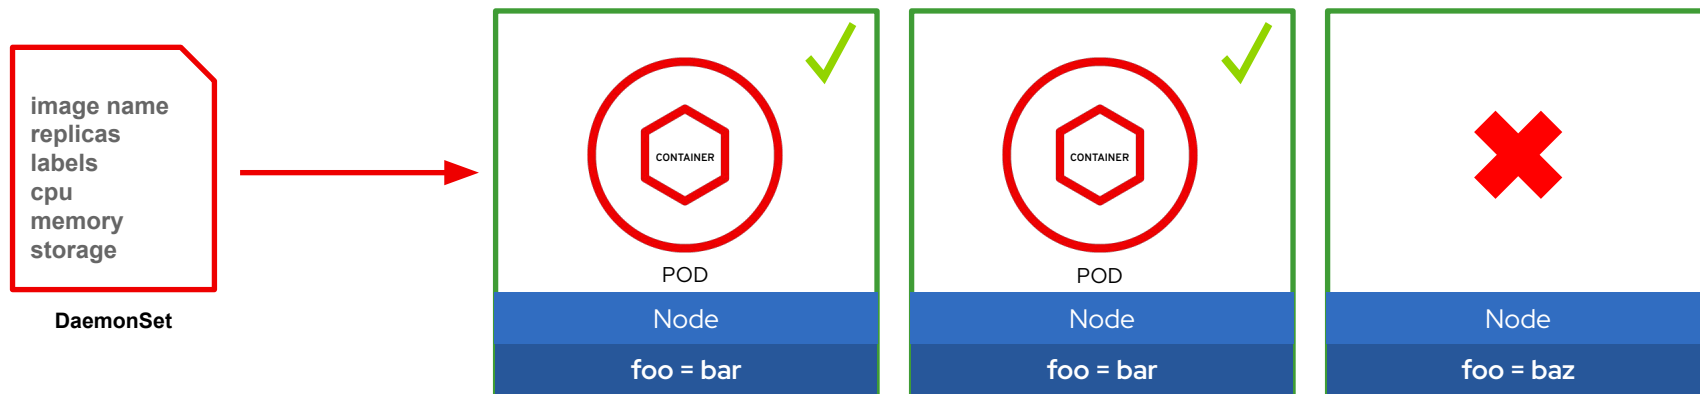 image name
replicas
labels
cpu
memory
storage
DaemonSet
CONTAINER
POD
Node
foo = bar
CONTAINER
POD
Node
foo = bar
Node
foo = baz